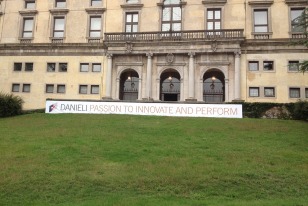 DANIELI PASSION TO INNOVATE AND PERFORM